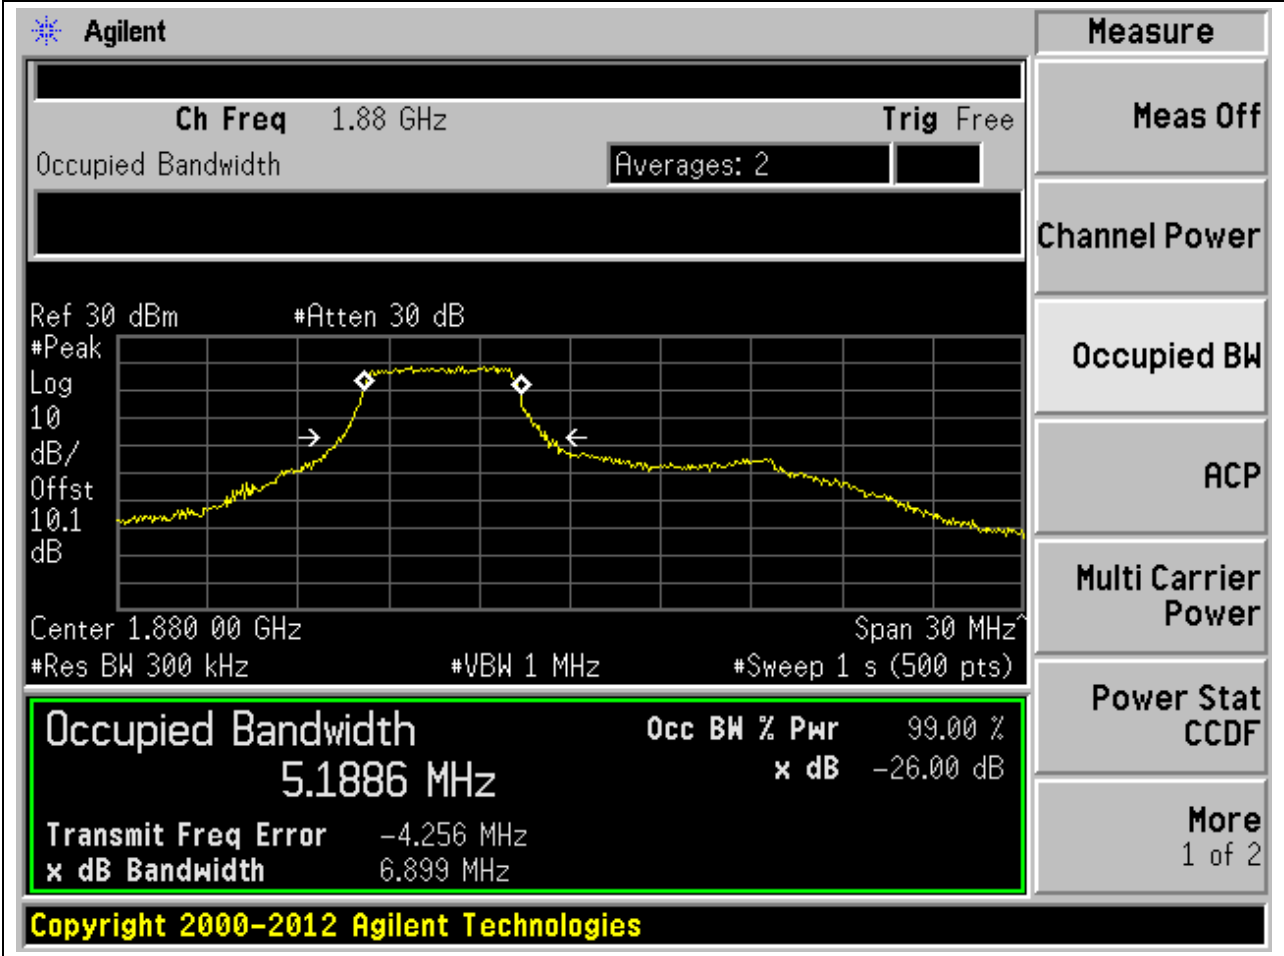 Agilent
Measure
Ch Freq 1.88 GHz Trig Free
Occupied Bandwidth Averages: 2
Ref 30 dBm #Atten 30 dB
#Peak
Log
10
dB/
Offst
10.1
dB
Center 1.880 00 GHz Span 30 MHz^
#Res BW 300 kHz #VBW 1 MHz #Sweep 1 s (500 pts)
Occupied Bandwidth Occ BW % Pwr 99.00 %
5.1886 MHz x dB -26.00 dB
Transmit Freq Error -4.256 MHz
x dB Bandwidth 6.899 MHz
Meas Off
Channel Power
Occupied BW
ACP
Multi Carrier
Power
Power Stat
CCDF
More
1 of 2
Copyright 2000-2012 Agilent Technologies